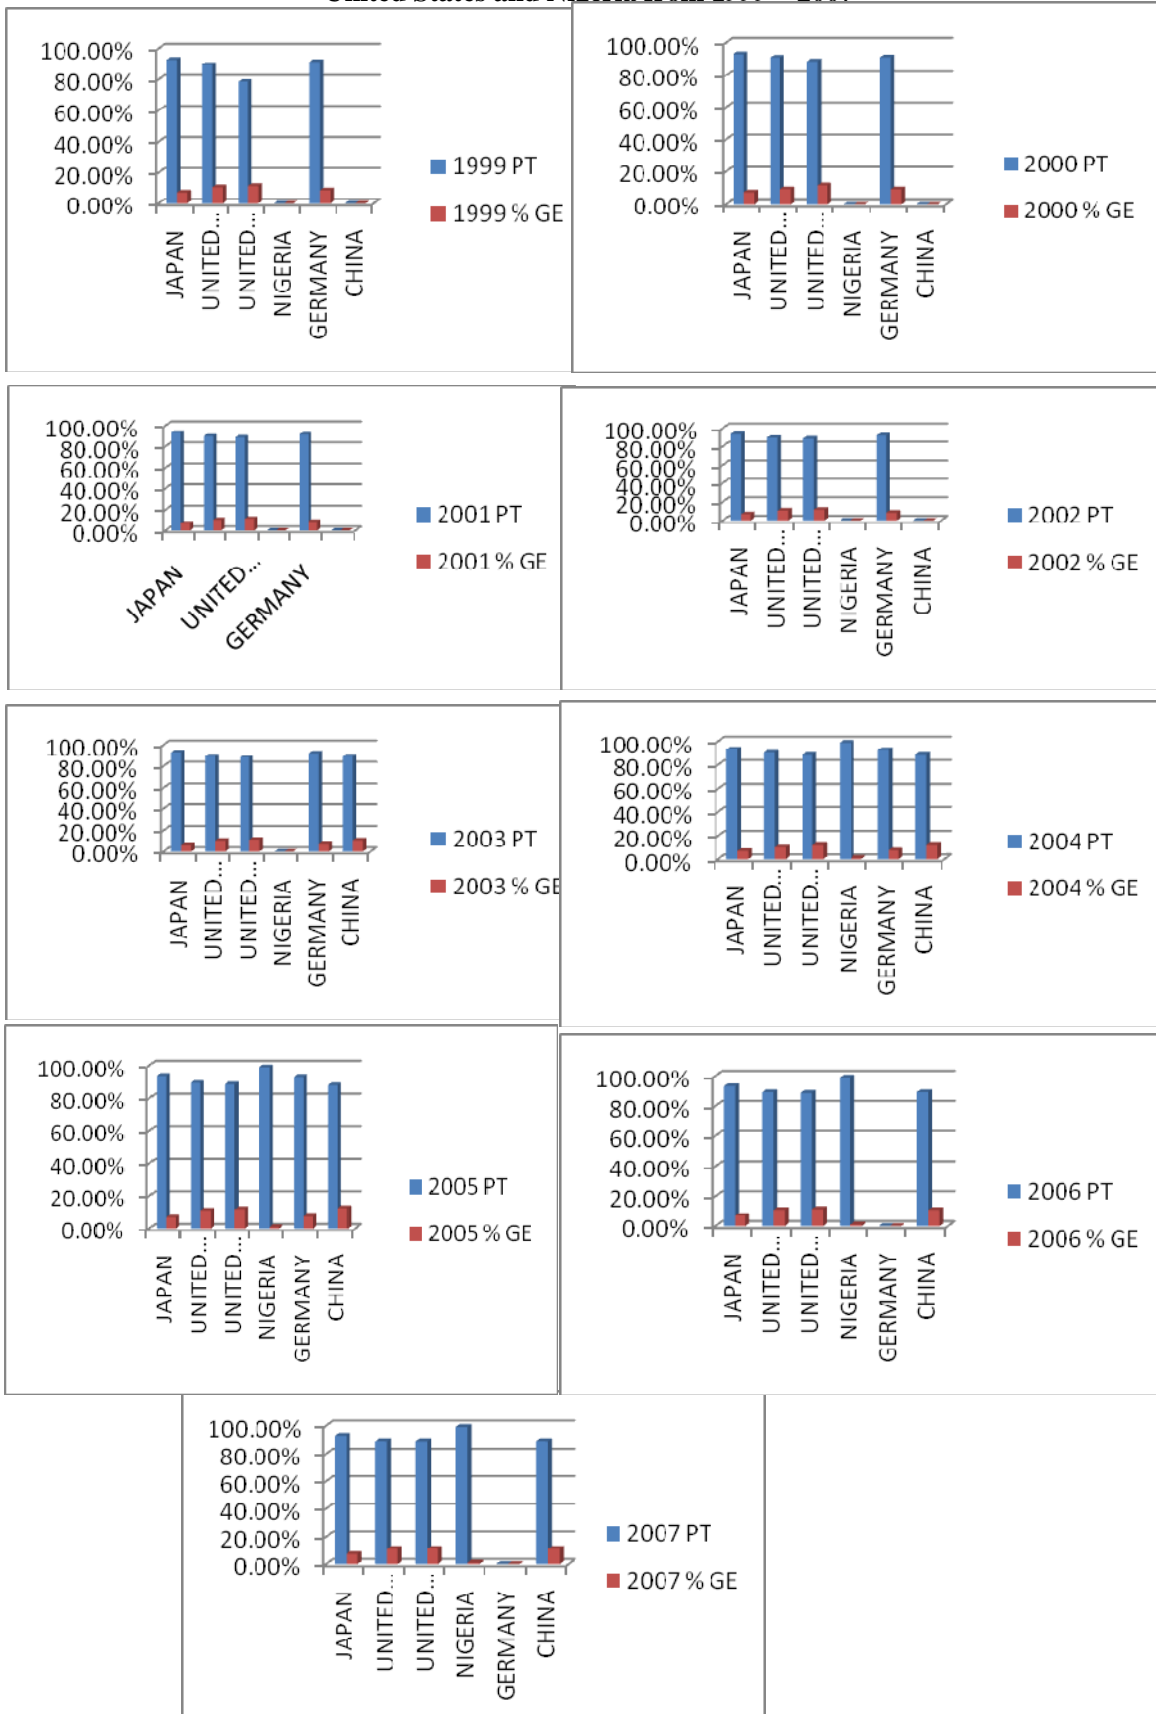 United States and Nigeria from 1999 – 2007
100.00%
80.00%
60.00%
40.00%
20.00%
0.00%
JAPAN
UNITED...
UNITED...
NIGERIA
GERMANY
CHINA
1999 PT
1999 % GE
100.00%
80.00%
60.00%
40.00%
20.00%
0.00%
JAPAN
UNITED...
UNITED...
NIGERIA
GERMANY
CHINA
2000 PT
2000 % GE
100.00%
80.00%
60.00%
40.00%
20.00%
0.00%
JAPAN
UNITED...
GERMANY
2001 PT
2001 % GE
100.00%
80.00%
60.00%
40.00%
20.00%
0.00%
JAPAN
UNITED...
UNITED...
NIGERIA
GERMANY
CHINA
2002 PT
2002 % GE
100.00%
80.00%
60.00%
40.00%
20.00%
0.00%
JAPAN
UNITED...
UNITED...
NIGERIA
GERMANY
CHINA
2003 PT
2003 % GE
100.00%
80.00%
60.00%
40.00%
20.00%
0.00%
JAPAN
UNITED...
UNITED...
NIGERIA
GERMANY
CHINA
2004 PT
2004 % GE
100.00%
80.00%
60.00%
40.00%
20.00%
0.00%
JAPAN
UNITED...
UNITED...
NIGERIA
GERMANY
CHINA
2005 PT
2005 % GE
100.00%
80.00%
60.00%
40.00%
20.00%
0.00%
JAPAN
UNITED...
UNITED...
NIGERIA
GERMANY
CHINA
2006 PT
2006 % GE
100.00%
80.00%
60.00%
40.00%
20.00%
0.00%
JAPAN
UNITED...
UNITED...
NIGERIA
GERMANY
CHINA
2007 PT
2007 % GE